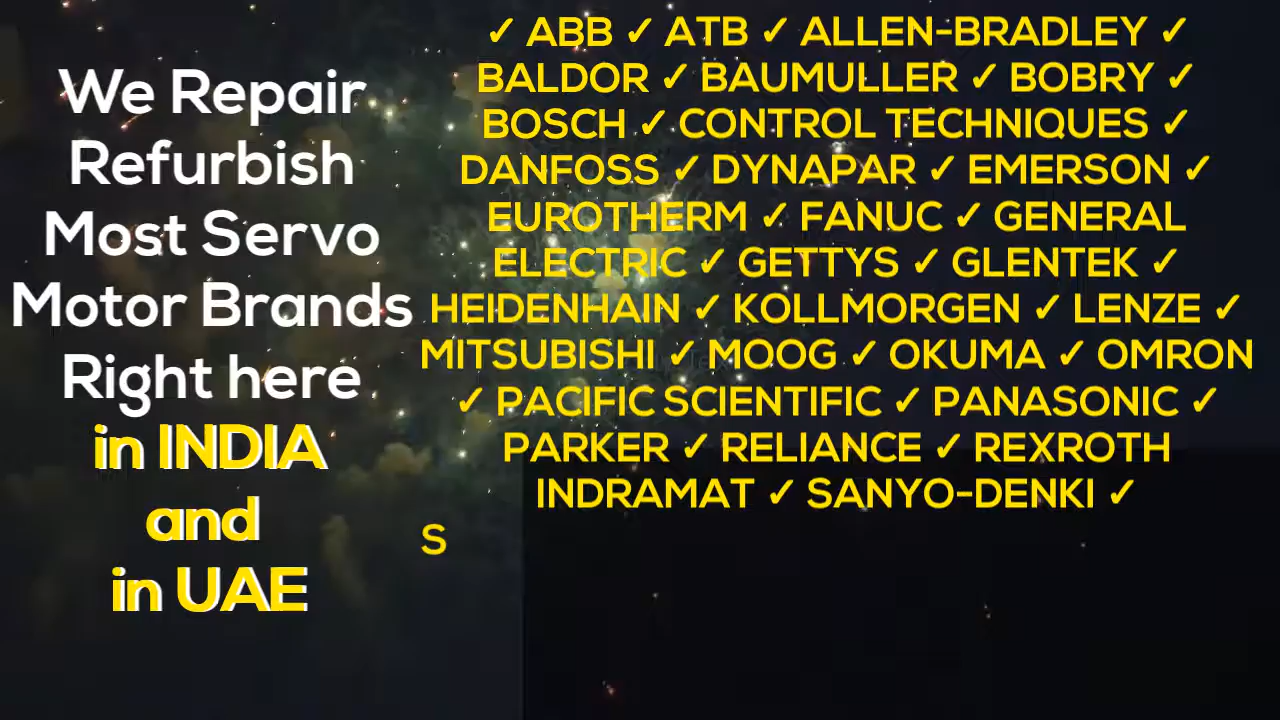 We Repair
Refurbish
Most Servo
Motor Brands
Right here
in INDIA
and
in UAE
✓ ABB ✓ ATB ✓ ALLEN-BRADLEY ✓
BALDOR ✓ BAUMULLER ✓ BOBRY ✓
BOSCH ✓ CONTROL TECHNIQUES ✓
DANFOSS ✓ DYNAPAR ✓ EMERSON ✓
EUROTHERM ✓ FANUC ✓ GENERAL
ELECTRIC ✓ GETTYS ✓ GLENTEK ✓
HEIDENHAIN ✓ KOLLMORGEN ✓ LENZE ✓
MITSUBISHI ✓ MOOG ✓ OKUMA ✓ OMRON
✓ PACIFIC SCIENTIFIC ✓ PANASONIC ✓
PARKER ✓ RELIANCE ✓ REXROTH
INDRAMAT ✓ SANYO-DENKI ✓
S